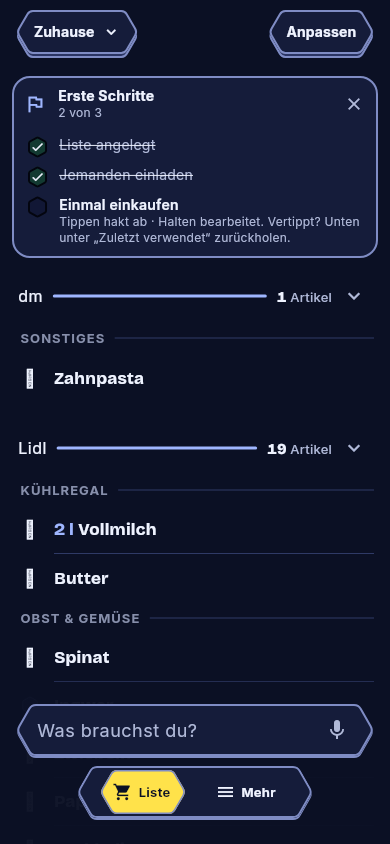 Zuhause
Anpassen
Erste Schritte
2 von 3
Liste angelegt
Jemanden einladen
Einmal einkaufen
Tippen hakt ab · Halten bearbeitet. Vertippt? Unten
unter „Zuletzt verwendet“ zurückholen.
dm
1 Artikel
SONSTIGES
Zahnpasta
Lidl
19 Artikel
KÜHLREGAL
2 l Vollmilch
Butter
OBST & GEMÜSE
Spinat
Was brauchst du?
Liste
Mehr